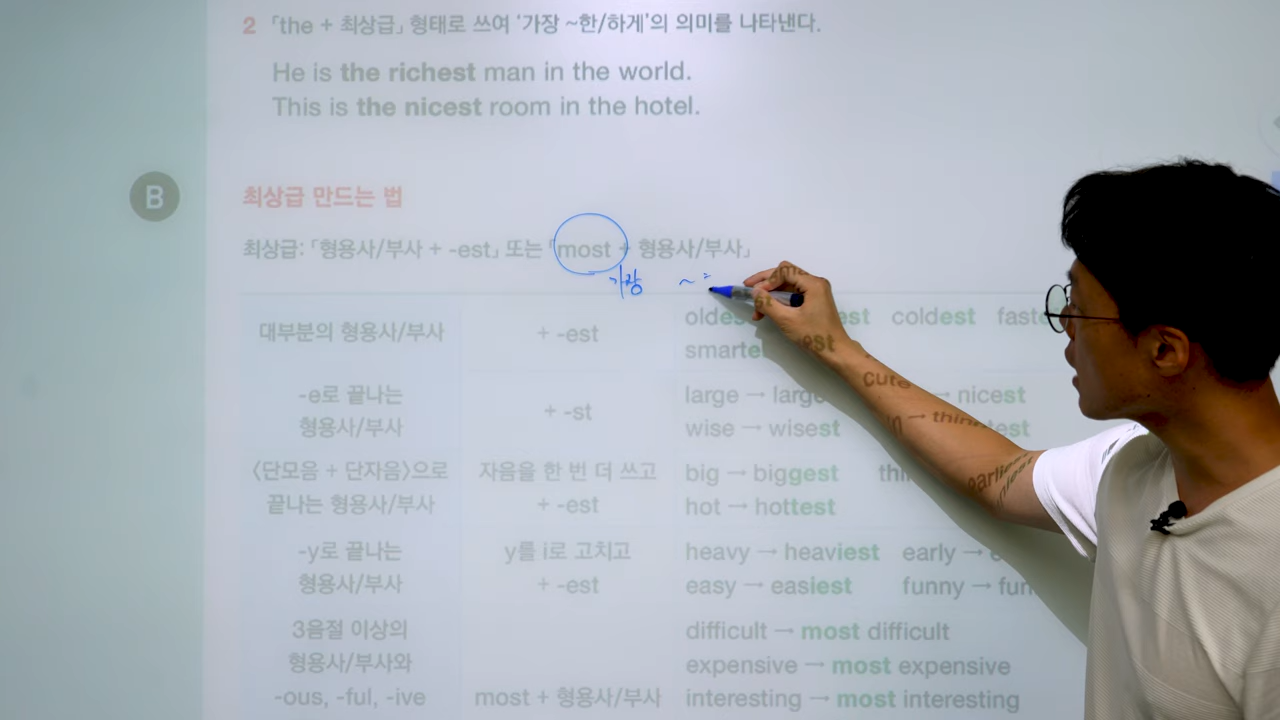 2 「the + 최상급」 형태로 쓰여 '가장 ~한/하게'의 의미를 나타낸다.
He is the richest man in the world.
This is the nicest room in the hotel.
B 최상급 만드는 법
최상급: 「형용사/부사 + -est」 또는 「most + 형용사/부사」
가장 ~
대부분의 형용사/부사 + -est oldest coldest
smart
-e로 끝나는 형용사/부사 + -st large → nicest
wise → wisest
〈단모음 + 단자음〉으로 끝나는 형용사/부사 자음을 한 번 더 쓰고 + -est big → biggest
hot → hottest
-y로 끝나는 형용사/부사 y를 i로 고치고 + -est heavy → heaviest early →
easy → easiest funny →
3음절 이상의 형용사/부사와 -ous, -ful, -ive most + 형용사/부사 difficult → most difficult
expensive → most expensive
interesting → most interesting